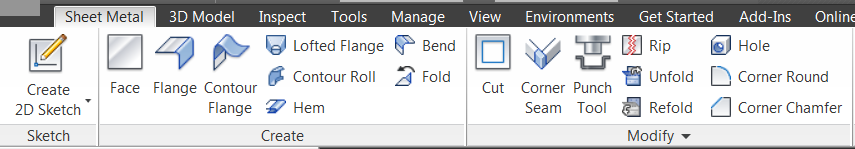 Sheet Metal 3D Model Inspect Tools Manage View Environments Get Started Add-Ins Online
Create
2D Sketch
Face
Flange
Contour
Flange
Lofted Flange
Contour Roll
Hem
Bend
Fold
Cut
Corner
Seam
Punch
Tool
Rip
Unfold
Refold
Hole
Corner Round
Corner Chamfer
Sketch
Create
Modify